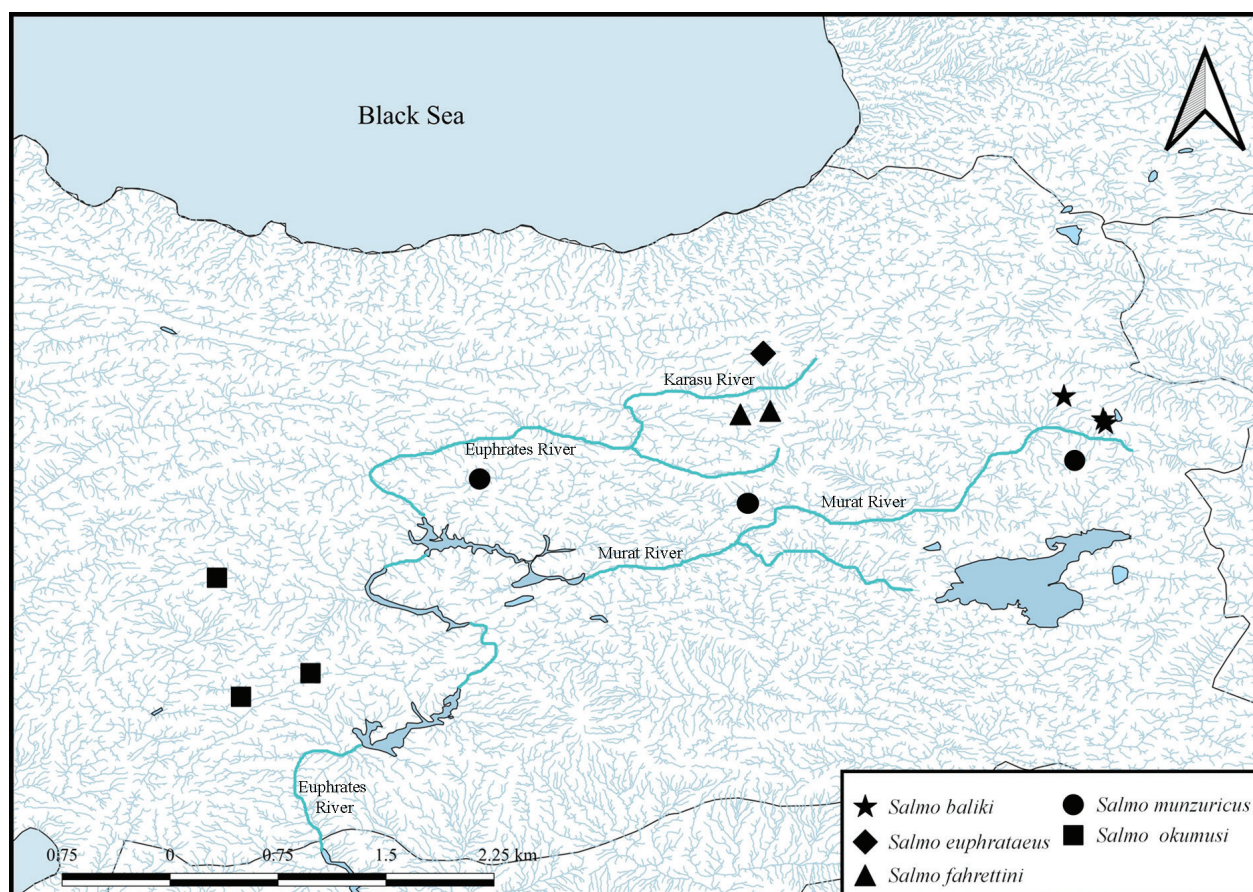 Black Sea
Karasu River
Euphrates River
Murat River
Murat River
Euphrates
River
0.75 0 0.75 1.5 2.25 km
Salmo baliki
Salmo euphrataeus
Salmo fahrettini
Salmo munzuricus
Salmo okumusi